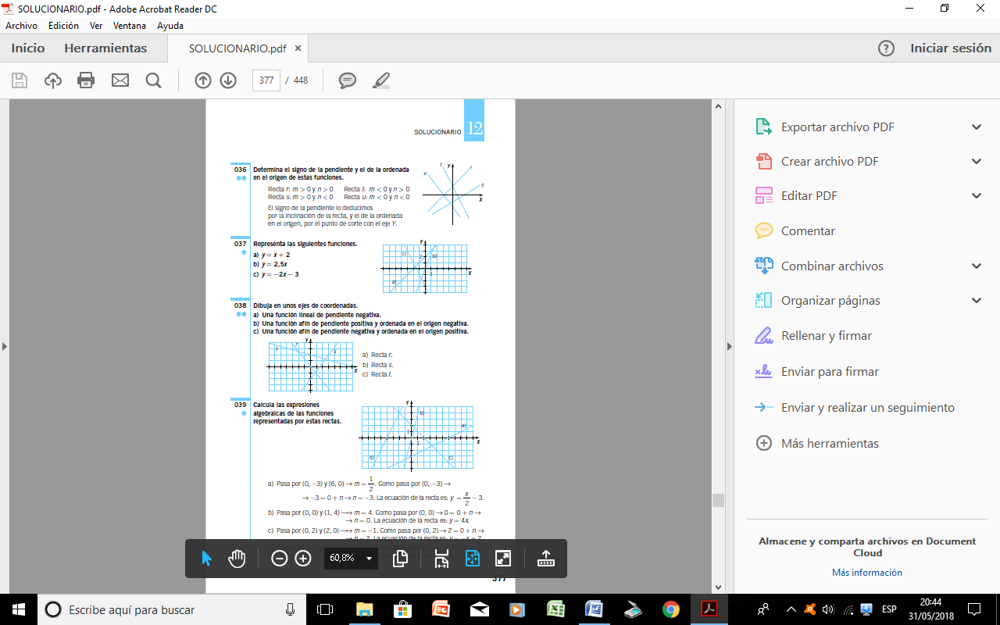 SOLUCIONARIO.pdf - Adobe Acrobat Reader DC
Archivo Edición Ver Ventana Ayuda
Inicio Herramientas SOLUCIONARIO.pdf × ? Iniciar sesión
377 / 448
SOLUCIONARIO 12
036 Determina el signo de la pendiente y el de la ordenada
en el origen de estas funciones.
Recta r: m > 0 y n > 0 Recta t: m < 0 y n > 0
Recta s: m > 0 y n < 0 Recta u: m < 0 y n < 0
El signo de la pendiente lo deducimos
por la inclinación de la recta, y el de la ordenada
en el origen, por el punto de corte con el eje Y.
t Y r
u
s
X
037 Representa las siguientes funciones.
a) y = x + 2
b) y = 2,5x
c) y = −2x − 3
Y
c) 2 b)
X
1
a)
038 Dibuja en unos ejes de coordenadas.
a) Una función lineal de pendiente negativa.
b) Una función afín de pendiente positiva y ordenada en el origen negativa.
c) Una función afín de pendiente negativa y ordenada en el origen positiva.
Y
t r s
X
a) Recta r.
b) Recta s.
c) Recta t.
039 Calcula las expresiones
algebraicas de las funciones
representadas por estas rectas.
Y
b)
a)
1
X
1
d) c)
a) Pasa por (0, −3) y (6, 0) → m = 1/2. Como pasa por (0, −3) →
→ −3 = 0 + n → n = −3. La ecuación de la recta es: y = x/2 − 3.
b) Pasa por (0, 0) y (1, 4) → m = 4. Como pasa por (0, 0) → 0 = 0 + n →
→ n = 0. La ecuación de la recta es: y = 4x
c) Pasa por (0, 2) y (2, 0) → m = −1. Como pasa por (0, 2) → 2 = 0 + n →
→ n = 2. La ecuación de la recta es: y = −x + 2
60,8%
377
Exportar archivo PDF
Crear archivo PDF
Editar PDF
Comentar
Combinar archivos
Organizar páginas
Rellenar y firmar
Enviar para firmar
Enviar y realizar un seguimiento
Más herramientas
Almacene y comparta archivos en Document
Cloud
Más información
Escribe aquí para buscar
ESP
20:44
31/05/2018